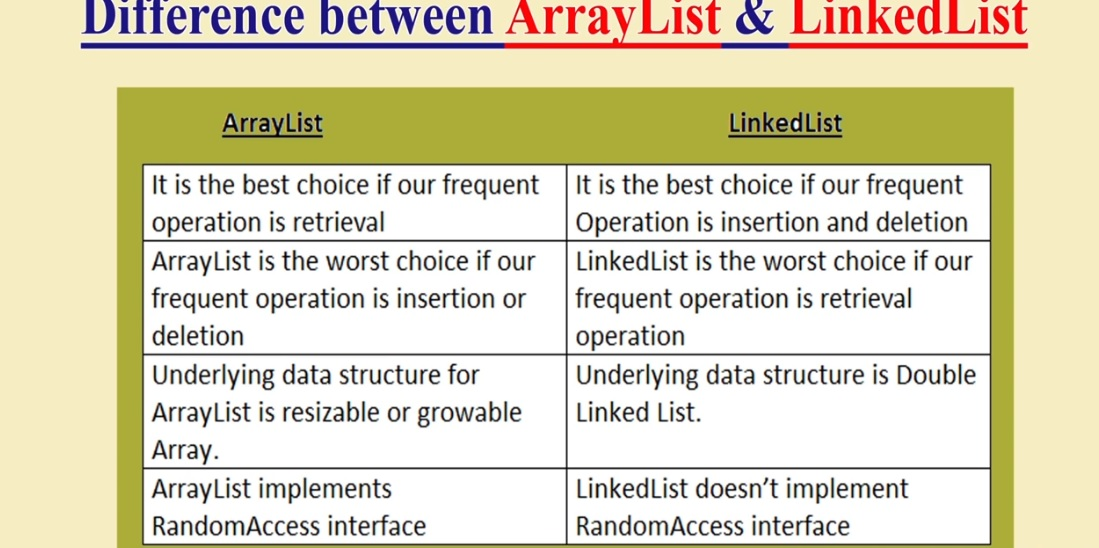 Difference between ArrayList & LinkedList
ArrayList
LinkedList
It is the best choice if our frequent
operation is retrieval
It is the best choice if our frequent
Operation is insertion and deletion
ArrayList is the worst choice if our
frequent operation is insertion or
deletion
LinkedList is the worst choice if our
frequent operation is retrieval
operation
Underlying data structure for
ArrayList is resizable or growable
Array.
Underlying data structure is Double
Linked List.
ArrayList implements
RandomAccess interface
LinkedList doesn’t implement
RandomAccess interface